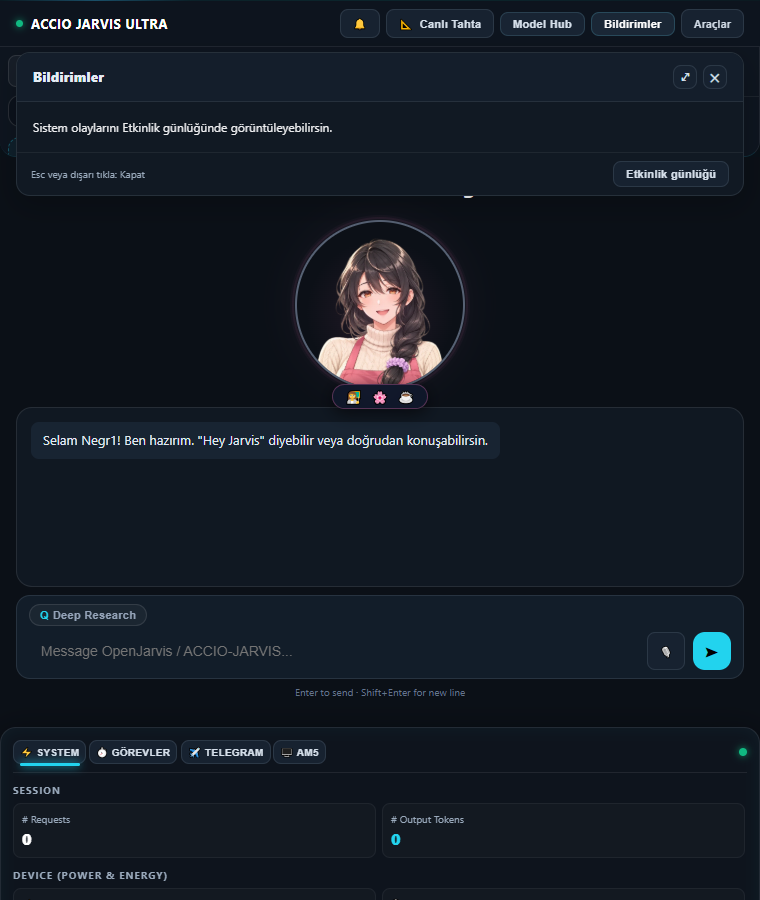 ACCIO JARVIS ULTRA
Canlı Tahta
Model Hub
Bildirimler
Araçlar
Bildirimler
Sistem olaylarını Etkinlik günlüğünde görüntüleyebilirsin.
Esc veya dışarı tıkla: Kapat
Etkinlik günlüğü
Selam Negr1! Ben hazırım. "Hey Jarvis" diyebilir veya doğrudan konuşabilirsin.
Q Deep Research
Message OpenJarvis / ACCIO-JARVIS...
Enter to send · Shift+Enter for new line
SYSTEM
GÖREVLER
TELEGRAM
AM5
SESSION
# Requests
0
# Output Tokens
0
DEVICE (POWER & ENERGY)